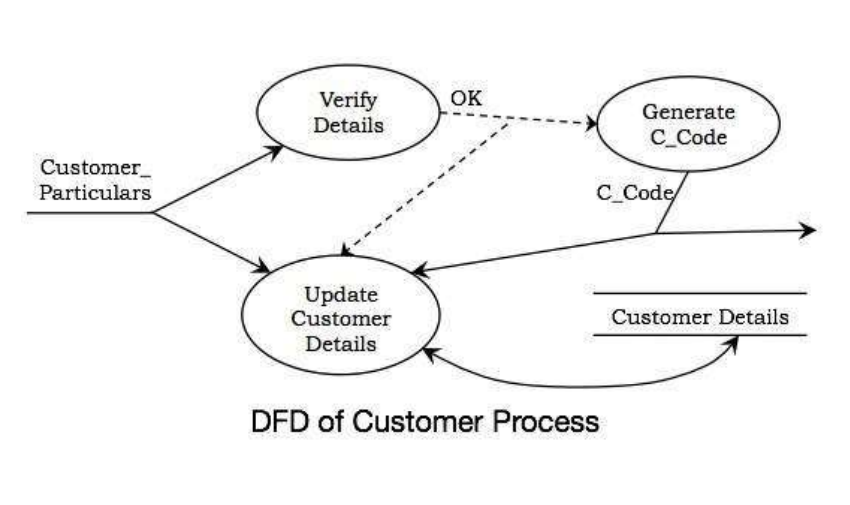 Verify
Details
OK
Generate
C_Code
Customer_
Particulars
C_Code
Update
Customer
Details
Customer Details
DFD of Customer Process